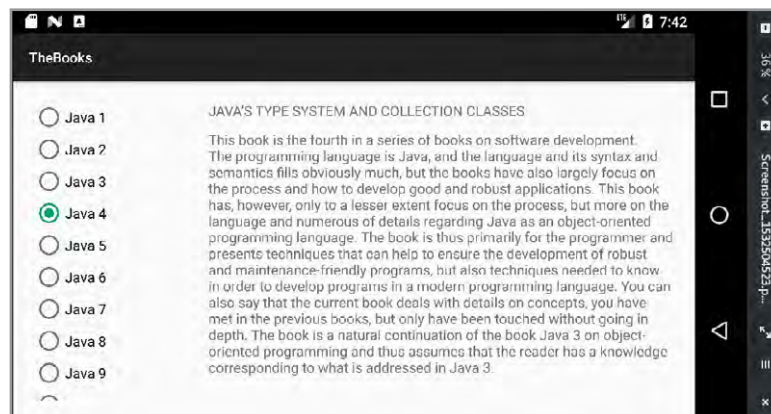 LTE 7:42
TheBooks
Java 1
Java 2
Java 3
Java 4
Java 5
Java 6
Java 7
Java 8
Java 9
JAVA'S TYPE SYSTEM AND COLLECTION CLASSES
This book is the fourth in a series of books on software development.
The programming language is Java, and the language and its syntax and
semantics fills obviously much, but the books have also largely focus on
the process and how to develop good and robust applications. This book
has, however, only to a lesser extent focus on the process, but more on the
language and numerous of details regarding Java as an object-oriented
programming language. The book is thus primarily for the programmer and
presents techniques that can help to ensure the development of robust
and maintenance-friendly programs, but also techniques needed to know
in order to develop programs in a modern programming language. You can
also say that the current book deals with details on concepts, you have
met in the previous books, but only have been touched without going in
depth. The book is a natural continuation of the book Java 3 on object-
oriented programming and thus assumes that the reader has a knowledge
corresponding to what is addressed in Java 3.
36 %
Screenshot_1532504523.p...